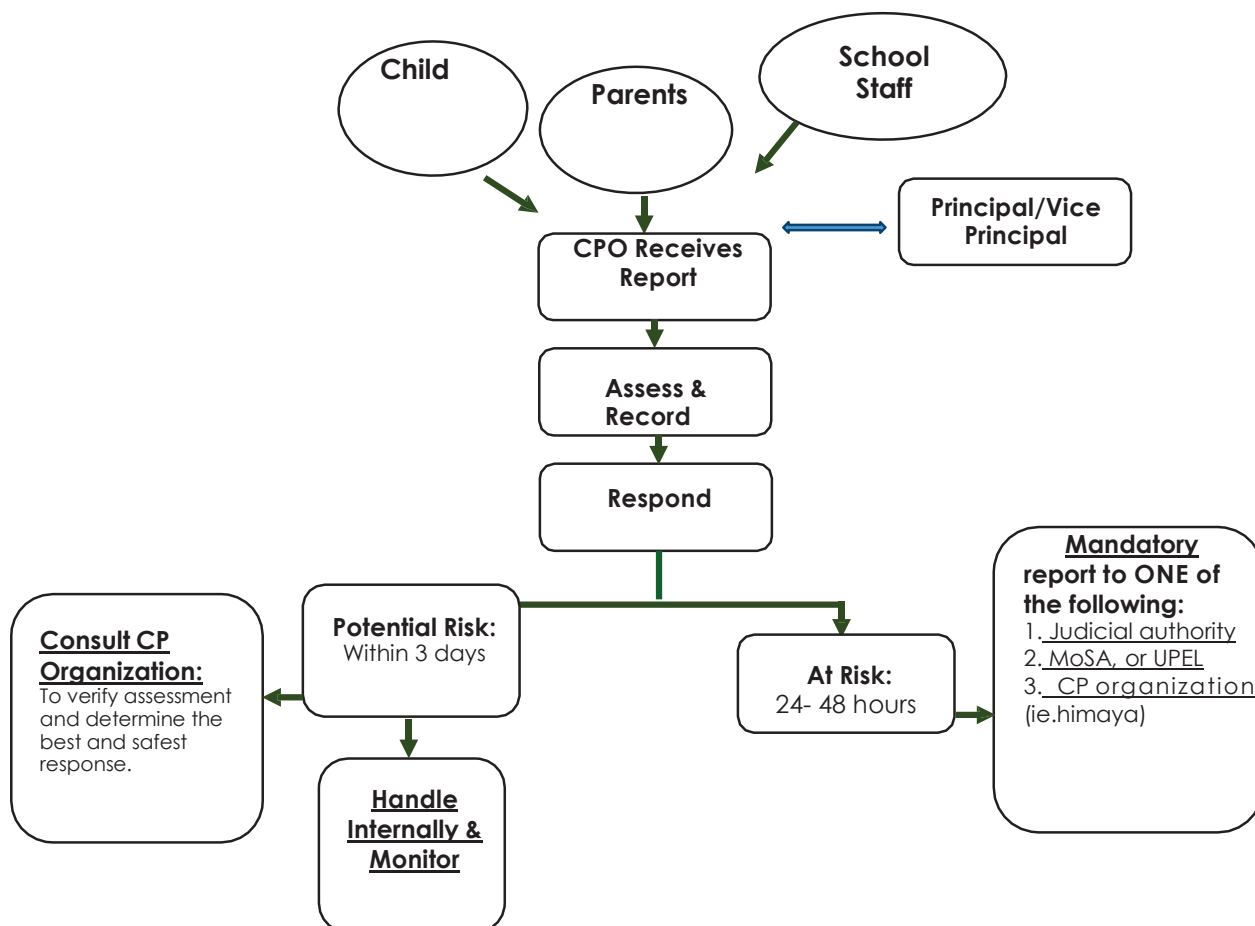 Child
Parents
School
Staff
Principal/Vice
Principal
CPO Receives
Report
Assess &
Record
Respond
Potential Risk:
Within 3 days
Consult CP
Organization:
To verify assessment
and determine the
best and safest
response.
Handle
Internally &
Monitor
At Risk:
24- 48 hours
Mandatory
report to ONE of
the following:
1. Judicial authority
2. MoSA, or UPEL
3. CP organization
(ie.himaya)